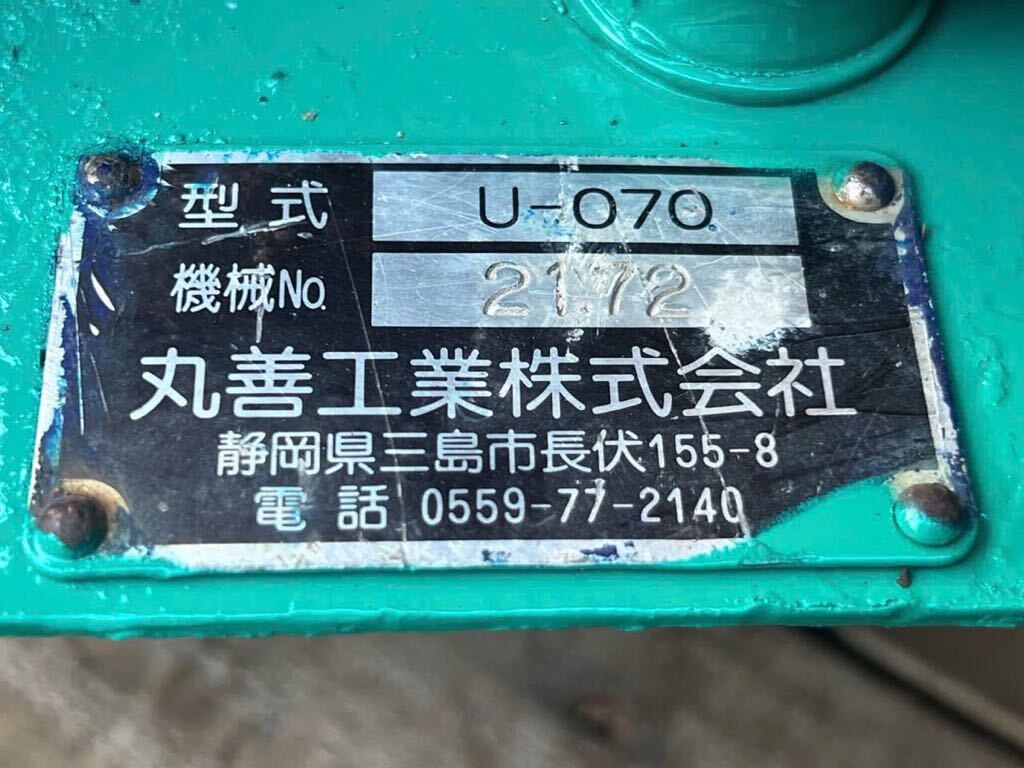 型式 U-070
機械No. 2172
丸善工業株式会社
静岡県三島市長伏155-8
電話 0559-77-2140